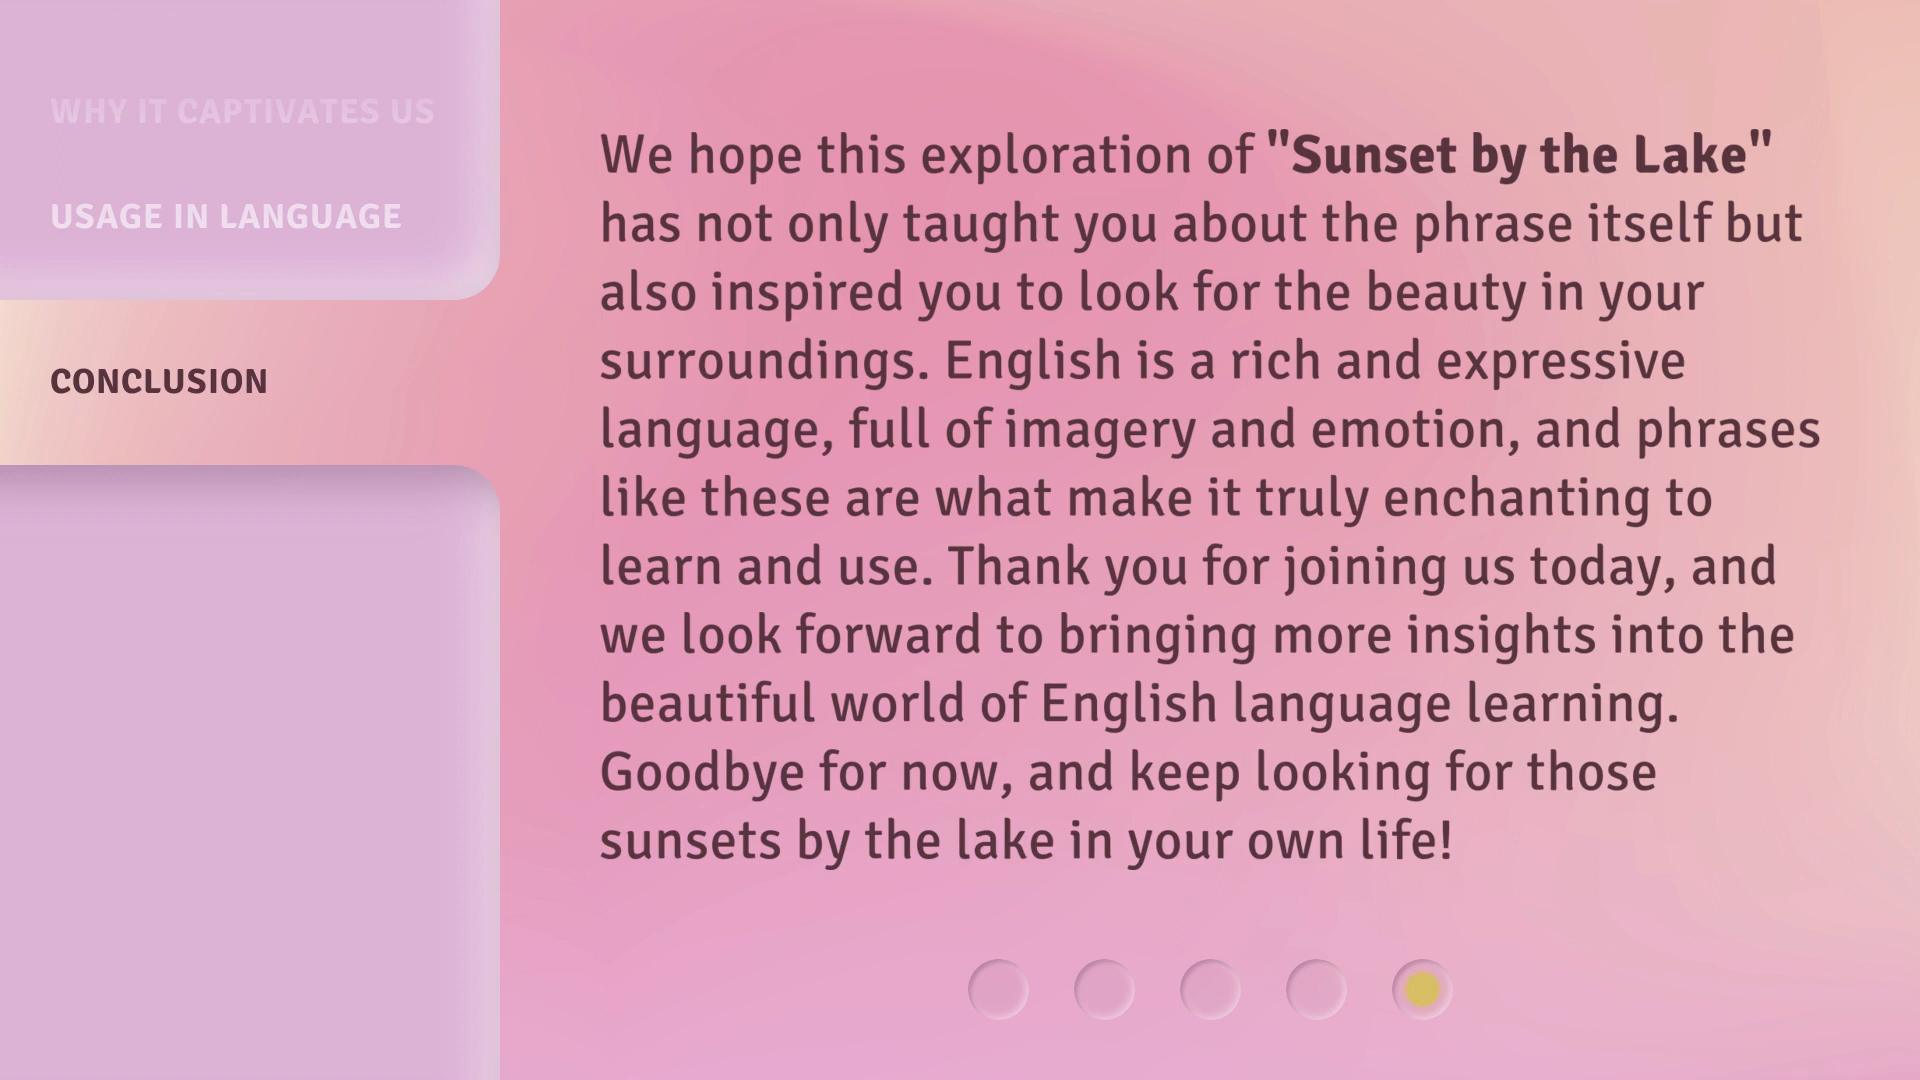 WHY IT CAPTIVATES US
USAGE IN LANGUAGE
CONCLUSION
We hope this exploration of "Sunset by the Lake"
has not only taught you about the phrase itself but
also inspired you to look for the beauty in your
surroundings. English is a rich and expressive
language, full of imagery and emotion, and phrases
like these are what make it truly enchanting to
learn and use. Thank you for joining us today, and
we look forward to bringing more insights into the
beautiful world of English language learning.
Goodbye for now, and keep looking for those
sunsets by the lake in your own life!